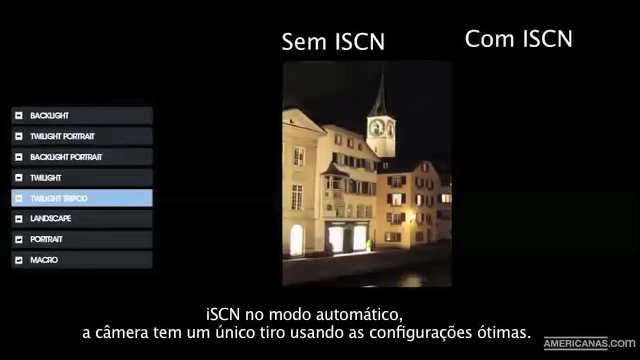 Sem ISCN
Com ISCN
BACKLIGHT
TWILIGHT PORTRAIT
BACKLIGHT PORTRAIT
TWILIGHT
TWILIGHT TRIPOD
LANDSCAPE
PORTRAIT
MACRO
iSCN no modo automático,
a câmera tem um único tiro usando as configurações ótimas.
AMERICANAS.com